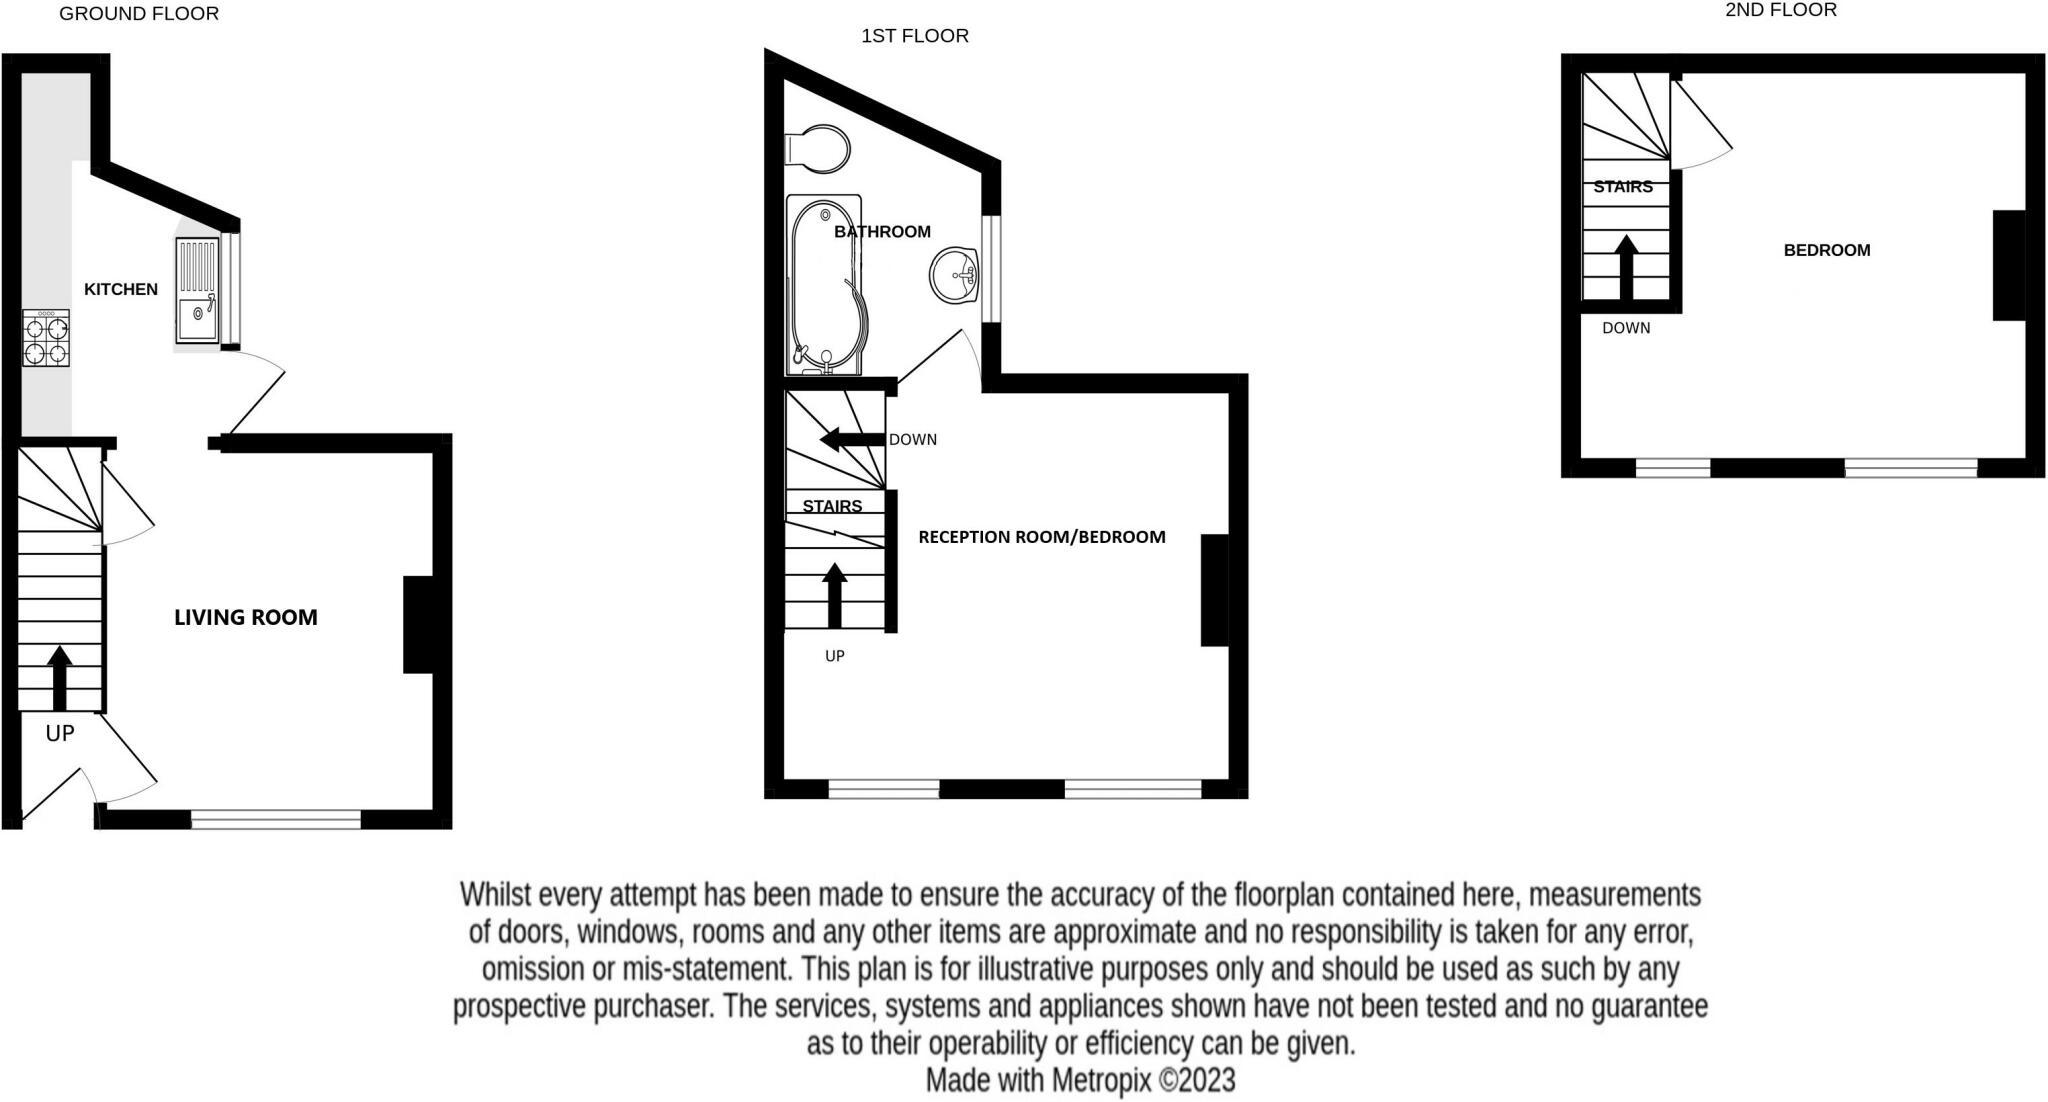 GROUND FLOOR
KITCHEN
LIVING ROOM
UP
1ST FLOOR
BATHROOM
DOWN
STAIRS
RECEPTION ROOM/BEDROOM
UP
2ND FLOOR
STAIRS
BEDROOM
DOWN
Whilst every attempt has been made to ensure the accuracy of the floorplan contained here, measurements
of doors, windows, rooms and any other items are approximate and no responsibility is taken for any error,
omission or mis-statement. This plan is for illustrative purposes only and should be used as such by any
prospective purchaser. The services, systems and appliances shown have not been tested and no guarantee
as to their operability or efficiency can be given.
Made with Metropix ©2023